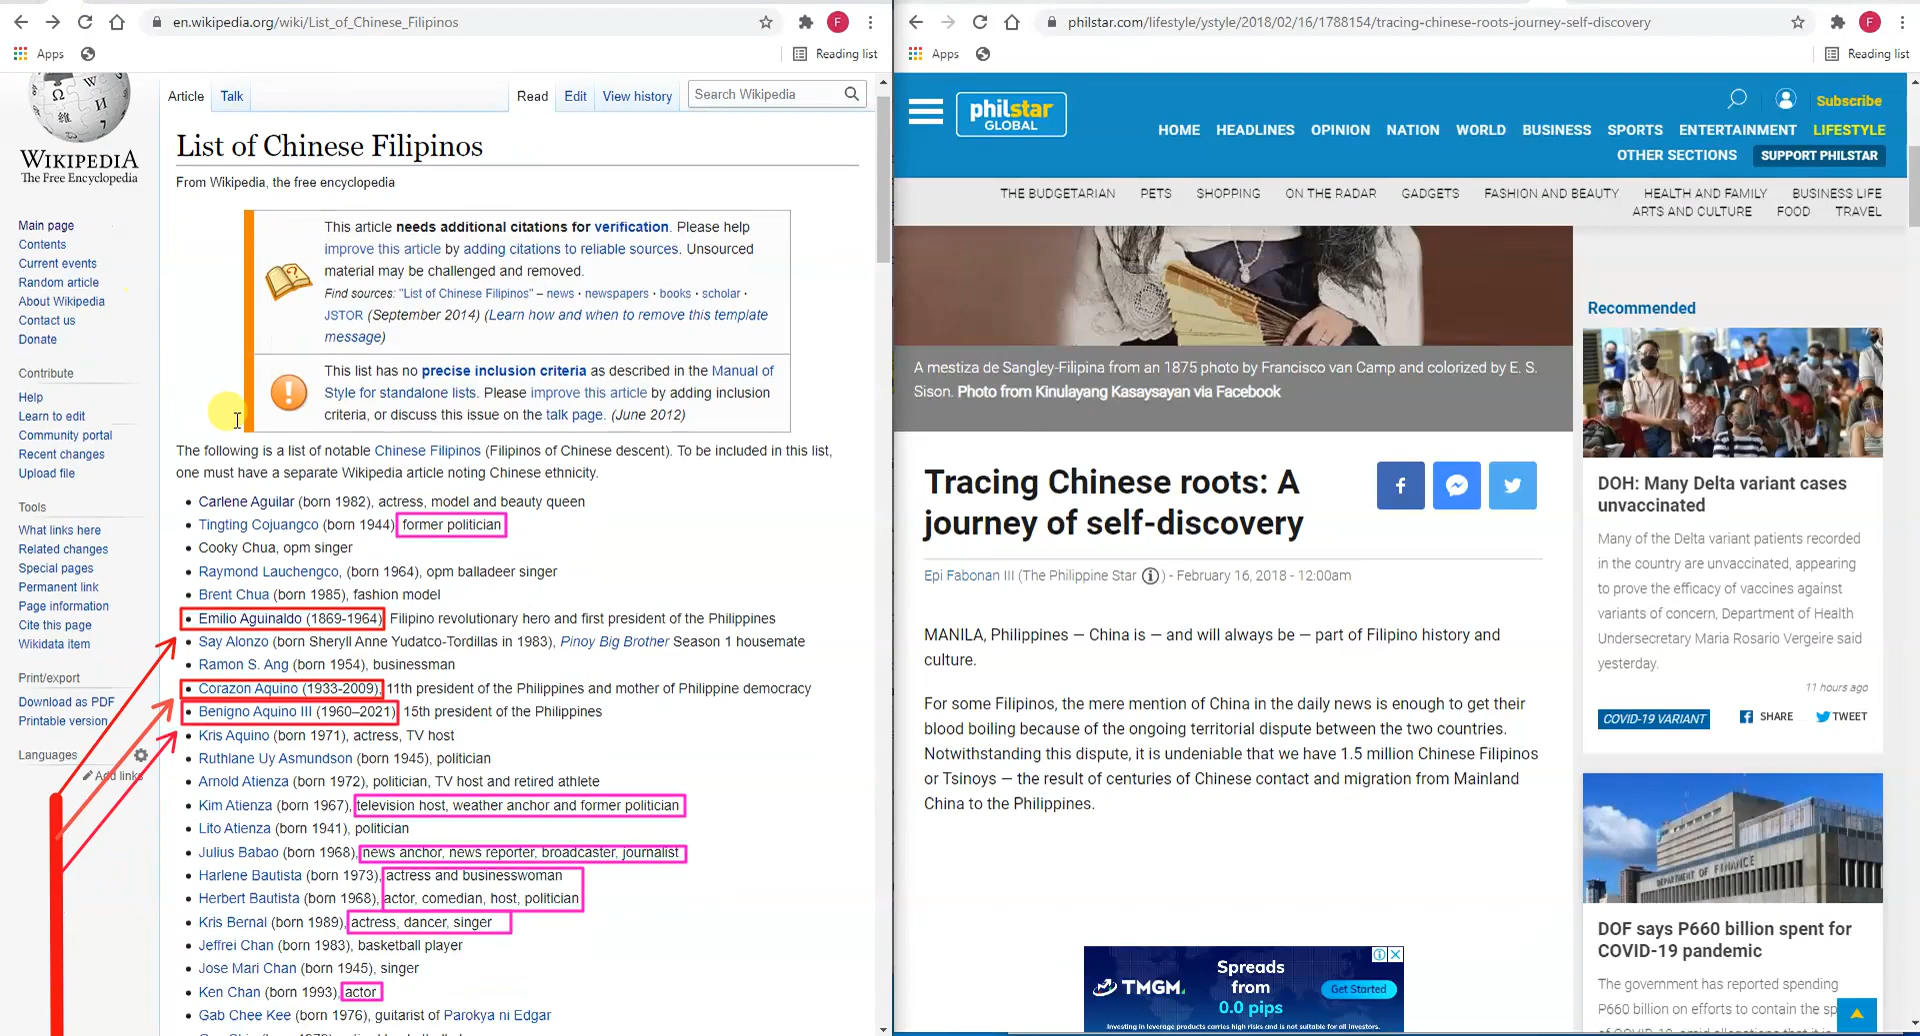 en.wikipedia.org/wiki/List_of_Chinese_Filipinos
F
Apps
Reading list
WIKIPEDIA
The Free Encyclopedia
Main page
Contents
Current events
Random article
About Wikipedia
Contact us
Donate
Contribute
Help
Learn to edit
Community portal
Recent changes
Upload file
Tools
What links here
Related changes
Special pages
Permanent link
Page information
Cite this page
Wikidata item
Print/export
Download as PDF
Printable version
Languages
Add links
Article Talk Read Edit View history Search Wikipedia
List of Chinese Filipinos
From Wikipedia, the free encyclopedia
This article needs additional citations for verification. Please help
improve this article by adding citations to reliable sources. Unsourced
material may be challenged and removed.
Find sources: "List of Chinese Filipinos" – news · newspapers · books · scholar ·
JSTOR (September 2014) (Learn how and when to remove this template
message)
This list has no precise inclusion criteria as described in the Manual of
Style for standalone lists. Please improve this article by adding inclusion
criteria, or discuss this issue on the talk page. (June 2012)
The following is a list of notable Chinese Filipinos (Filipinos of Chinese descent). To be included in this list,
one must have a separate Wikipedia article noting Chinese ethnicity.
• Carlene Aguilar (born 1982), actress, model and beauty queen
• Tingting Cojuangco (born 1944) former politician
• Cooky Chua, opm singer
• Raymond Lauchengco, (born 1964), opm balladeer singer
• Brent Chua (born 1985), fashion model
• Emilio Aguinaldo (1869-1964) Filipino revolutionary hero and first president of the Philippines
• Say Alonzo (born Sheryll Anne Yudatco-Tordillas in 1983), Pinoy Big Brother Season 1 housemate
• Ramon S. Ang (born 1954), businessman
• Corazon Aquino (1933-2009), 11th president of the Philippines and mother of Philippine democracy
• Benigno Aquino III (1960–2021) 15th president of the Philippines
• Kris Aquino (born 1971), actress, TV host
• Ruthlane Uy Asmundson (born 1945), politician
• Arnold Atienza (born 1972), politician, TV host and retired athlete
• Kim Atienza (born 1967), television host, weather anchor and former politician
• Lito Atienza (born 1941), politician
• Julius Babao (born 1968), news anchor, news reporter, broadcaster, journalist
• Harlene Bautista (born 1973), actress and businesswoman
• Herbert Bautista (born 1968), actor, comedian, host, politician
• Kris Bernal (born 1989), actress, dancer, singer
• Jeffrei Chan (born 1983), basketball player
• Jose Mari Chan (born 1945), singer
• Ken Chan (born 1993), actor
• Gab Chee Kee (born 1976), guitarist of Parokya ni Edgar
philstar.com/lifestyle/ystyle/2018/02/16/1788154/tracing-chinese-roots-journey-self-discovery
F
Apps
Reading list
philstar
GLOBAL
Subscribe
HOME HEADLINES OPINION NATION WORLD BUSINESS SPORTS ENTERTAINMENT LIFESTYLE
OTHER SECTIONS SUPPORT PHILSTAR
THE BUDGETARIAN PETS SHOPPING ON THE RADAR GADGETS FASHION AND BEAUTY HEALTH AND FAMILY BUSINESS LIFE
ARTS AND CULTURE FOOD TRAVEL
A mestiza de Sangley-Filipina from an 1875 photo by Francisco van Camp and colorized by E. S.
Sison. Photo from Kinulayang Kasaysayan via Facebook
Tracing Chinese roots: A
journey of self-discovery
Epi Fabonan III (The Philippine Star ) - February 16, 2018 - 12:00am
MANILA, Philippines — China is — and will always be — part of Filipino history and
culture.
For some Filipinos, the mere mention of China in the daily news is enough to get their
blood boiling because of the ongoing territorial dispute between the two countries.
Notwithstanding this dispute, it is undeniable that we have 1.5 million Chinese Filipinos
or Tsinoys — the result of centuries of Chinese contact and migration from Mainland
China to the Philippines.
TMGM.
Spreads
from
0.0 pips
Get Started
Investing in leverage products carries high risks and is not suitable for all investors.
Recommended
DOH: Many Delta variant cases
unvaccinated
Many of the Delta variant patients recorded
in the country are unvaccinated, appearing
to prove the efficacy of vaccines against
variants of concern, Department of Health
Undersecretary Maria Rosario Vergeire said
yesterday.
11 hours ago
COVID-19 VARIANT SHARE TWEET
DEPARTMENT OF FINANCE
DOF says P660 billion spent for
COVID-19 pandemic
The government has reported spending
P660 billion on efforts to contain the